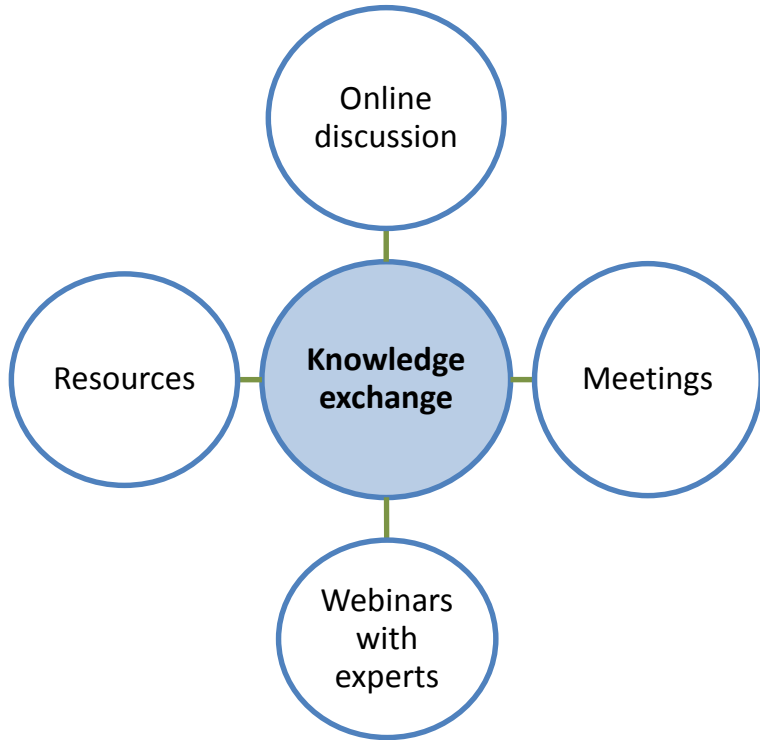 Online
discussion
Resources
Knowledge
exchange
Meetings
Webinars
with
experts